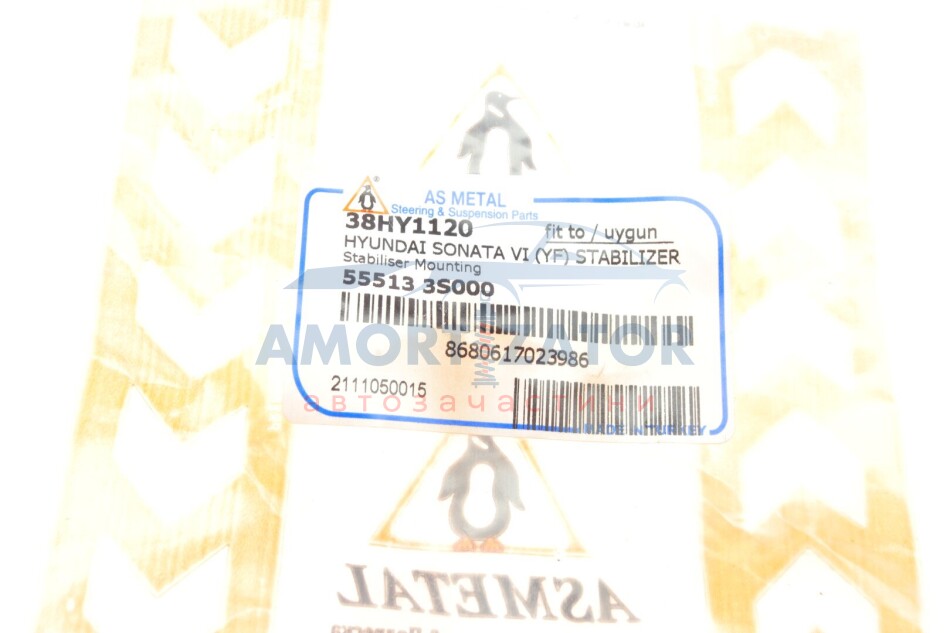 AS METAL
Steering & Suspension Parts
38HY1120 fit to / uygun
HYUNDAI SONATA VI (YF) STABILIZER
Stabiliser Mounting
55513 3S000
AMORTIZATOR
8680617023986
2111050015
автозачастини
MADE IN TURKEY
ASMETAL